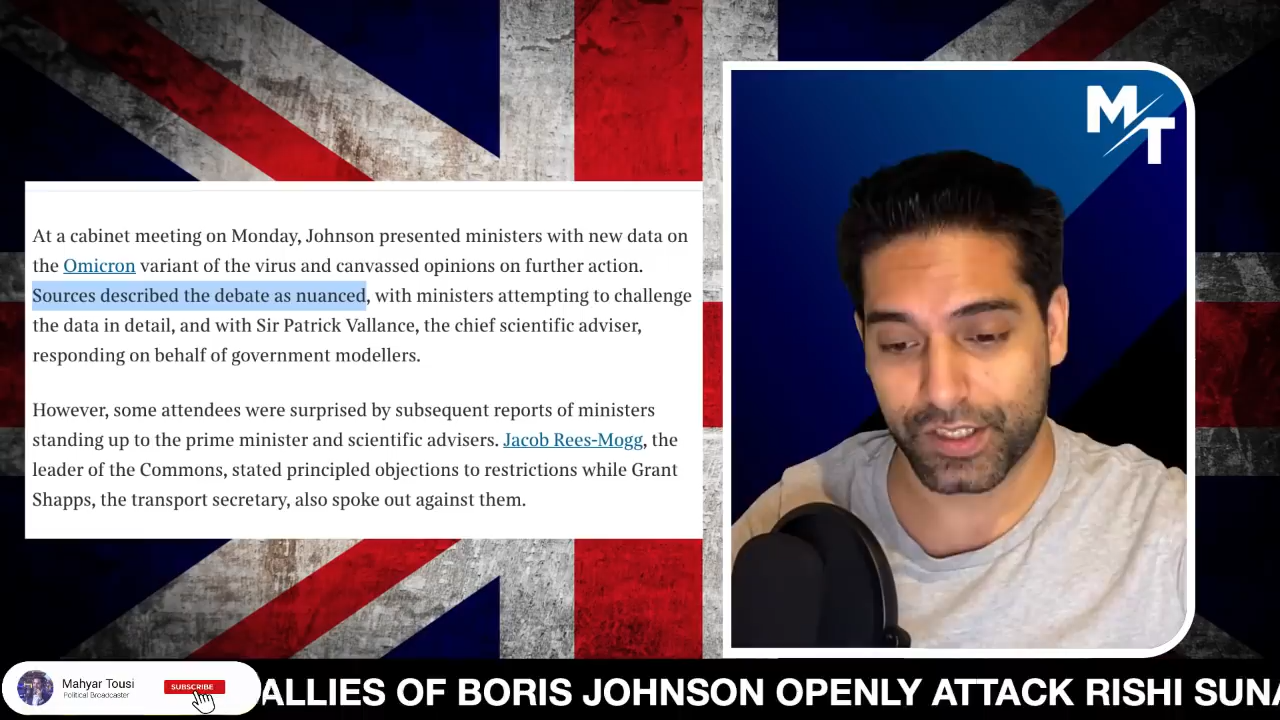 At a cabinet meeting on Monday, Johnson presented ministers with new data on
the Omicron variant of the virus and canvassed opinions on further action.
Sources described the debate as nuanced, with ministers attempting to challenge
the data in detail, and with Sir Patrick Vallance, the chief scientific adviser,
responding on behalf of government modellers.
However, some attendees were surprised by subsequent reports of ministers
standing up to the prime minister and scientific advisers. Jacob Rees-Mogg, the
leader of the Commons, stated principled objections to restrictions while Grant
Shapps, the transport secretary, also spoke out against them.
M
T
Mahyar Tousi
Political Broadcaster
SUBSCRIBE
ALLIES OF BORIS JOHNSON OPENLY ATTACK RISHI SUNA